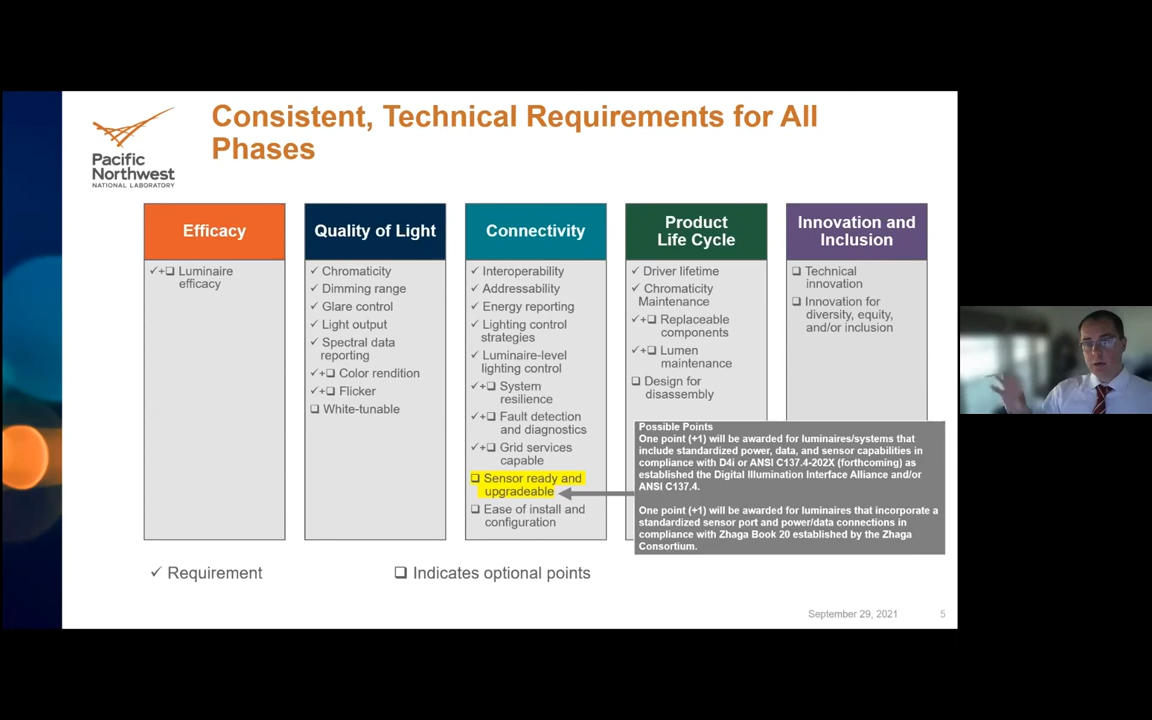 Consistent, Technical Requirements for All
Phases
Pacific
Northwest
NATIONAL LABORATORY
Efficacy
✓+❑ Luminaire
efficacy
Quality of Light
✓ Chromaticity
✓ Dimming range
✓ Glare control
✓ Light output
✓ Spectral data
reporting
✓+❑ Color rendition
✓+❑ Flicker
❑ White-tunable
Connectivity
✓ Interoperability
✓ Addressability
✓ Energy reporting
✓ Lighting control
strategies
✓ Luminaire-level
lighting control
✓+❑ System
resilience
✓+❑ Fault detection
and diagnostics
✓+❑ Grid services
capable
❑ Sensor ready and
upgradeable
❑ Ease of install and
configuration
Product
Life Cycle
✓ Driver lifetime
✓ Chromaticity
Maintenance
✓+❑ Replaceable
components
✓+❑ Lumen
maintenance
❑ Design for
disassembly
Innovation and
Inclusion
❑ Technical
innovation
❑ Innovation for
diversity, equity,
and/or inclusion
Possible Points
One point (+1) will be awarded for luminaires/systems that
include standardized power, data, and sensor capabilities in
compliance with D4i or ANSI C137.4-202X (forthcoming) as
established the Digital Illumination Interface Alliance and/or
ANSI C137.4.
One point (+1) will be awarded for luminaires that incorporate a
standardized sensor port and power/data connections in
compliance with Zhaga Book 20 established by the Zhaga
Consortium.
✓ Requirement
❑ Indicates optional points
September 29, 2021
5